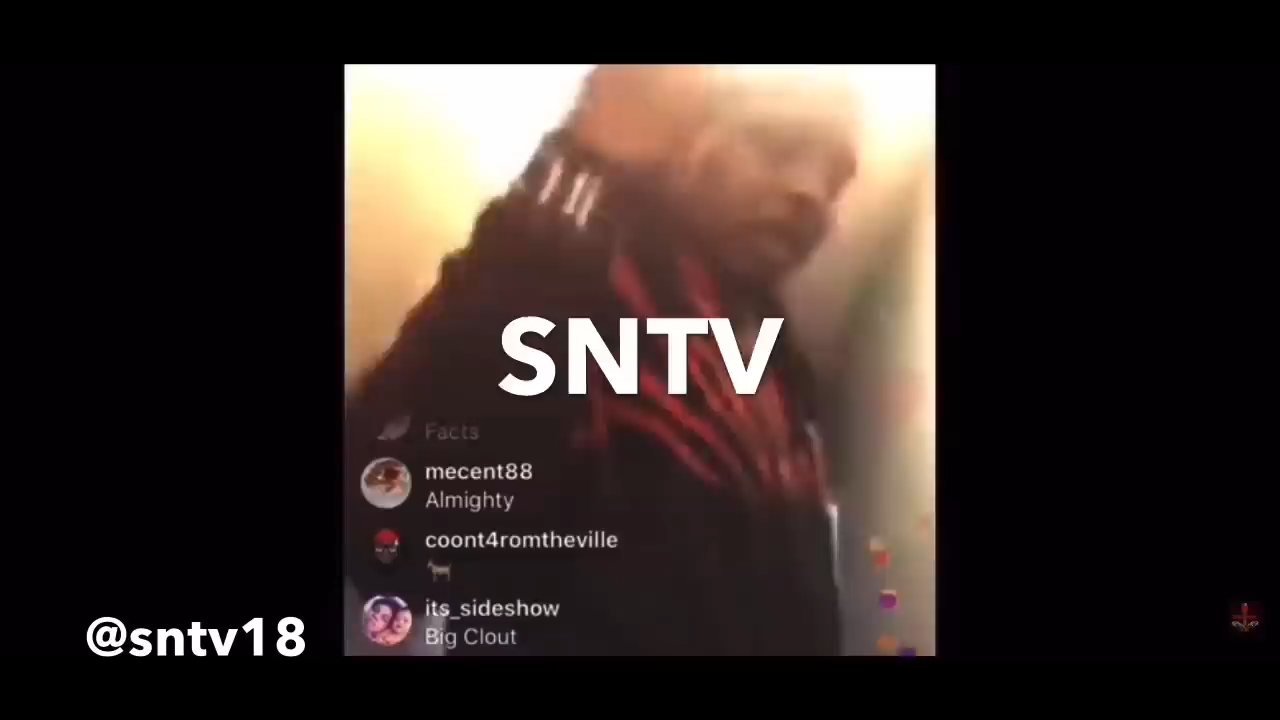 SNTV
Facts
mecent88
Almighty
coont4romtheville
its_sideshow
Big Clout
@sntv18